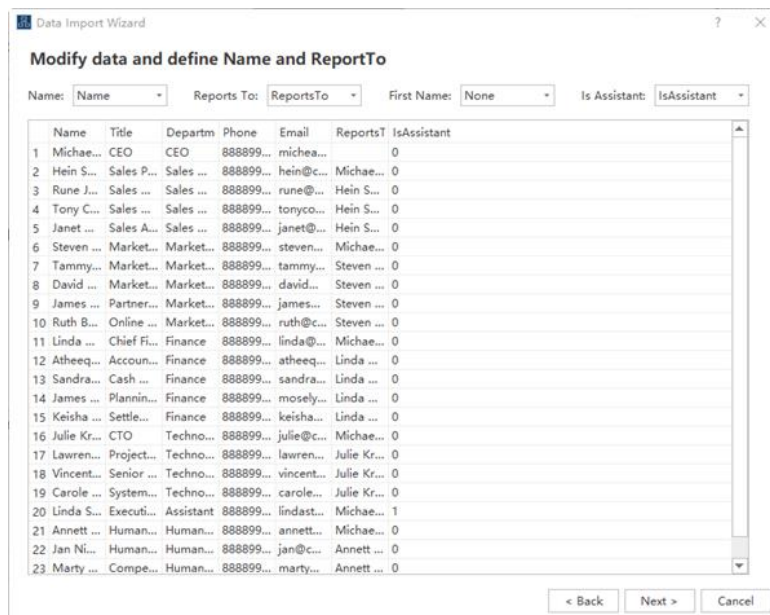 Data Import Wizard ? ×
Modify data and define Name and ReportTo
Name: Name Reports To: ReportsTo First Name: None Is Assistant: IsAssistant
Name Title Departm Phone Email ReportsT IsAssistant
1 Michae... CEO CEO 888899... michea... 0
2 Hein S... Sales P... Sales ... 888899... hein@c... Michae... 0
3 Rune J... Sales ... Sales ... 888899... rune@... Hein S... 0
4 Tony C... Sales ... Sales ... 888899... tonyco... Hein S... 0
5 Janet ... Sales A... Sales ... 888899... janet@... Hein S... 0
6 Steven ... Market... Market... 888899... steven... Michae... 0
7 Tammy... Market... Market... 888899... tammy... Steven ... 0
8 David ... Market... Market... 888899... david... Steven ... 0
9 James ... Partner... Market... 888899... james... Steven ... 0
10 Ruth B... Online ... Market... 888899... ruth@c... Steven ... 0
11 Linda ... Chief Fi... Finance 888899... linda@... Michae... 0
12 Atheeq... Accoun... Finance 888899... atheeq... Linda ... 0
13 Sandra... Cash ... Finance 888899... sandra... Linda ... 0
14 James ... Plannin... Finance 888899... mosely... Linda ... 0
15 Keisha ... Settle... Finance 888899... keisha... Linda ... 0
16 Julie Kr... CTO Techno... 888899... julie@c... Michae... 0
17 Lawren... Project... Techno... 888899... lawren... Julie Kr... 0
18 Vincent... Senior ... Techno... 888899... vincent... Julie Kr... 0
19 Carole ... System... Techno... 888899... carole... Julie Kr... 0
20 Linda S... Executi... Assistant 888899... lindast... Michae... 1
21 Annett ... Human... Human... 888899... annett... Michae... 0
22 Jan Ni... Human... Human... 888899... jan@c... Annett ... 0
23 Marty ... Compe... Human... 888899... marty... Annett ... 0
< Back Next > Cancel